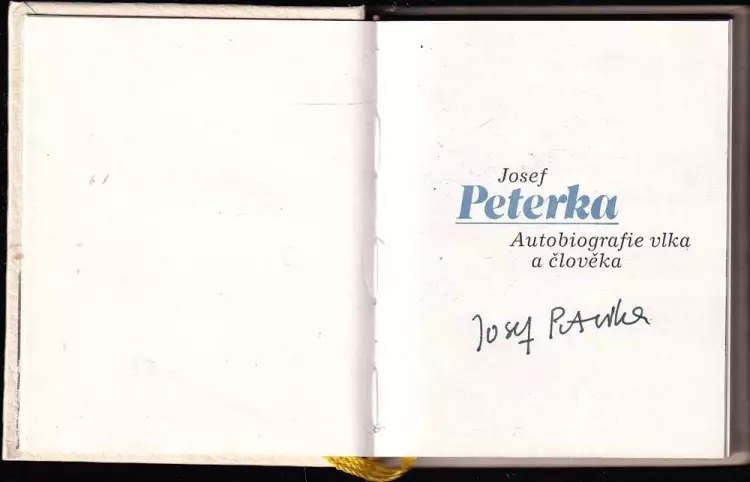 Josef
Peterka
Autobiografie vlka
a člověka
Josef Peterka